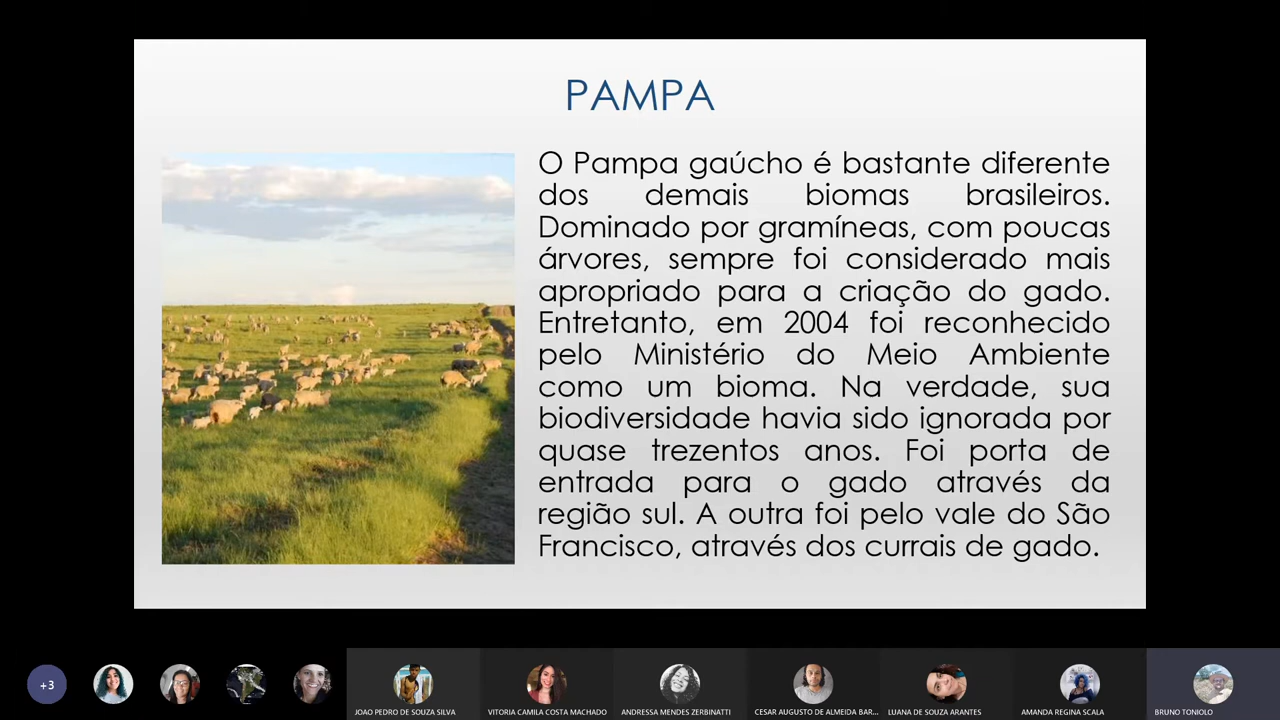 PAMPA
O Pampa gaúcho é bastante diferente
dos demais biomas brasileiros.
Dominado por gramíneas, com poucas
árvores, sempre foi considerado mais
apropriado para a criação do gado.
Entretanto, em 2004 foi reconhecido
pelo Ministério do Meio Ambiente
como um bioma. Na verdade, sua
biodiversidade havia sido ignorada por
quase trezentos anos. Foi porta de
entrada para o gado através da
região sul. A outra foi pelo vale do São
Francisco, através dos currais de gado.
+3
JOAO PEDRO DE SOUZA SILVA
VITORIA CAMILA COSTA MACHADO
ANDRESSA MENDES ZERBINATTI
CESAR AUGUSTO DE ALMEIDA BAR...
LUANA DE SOUZA ARANTES
AMANDA REGINA SCALA
BRUNO TONIOLO